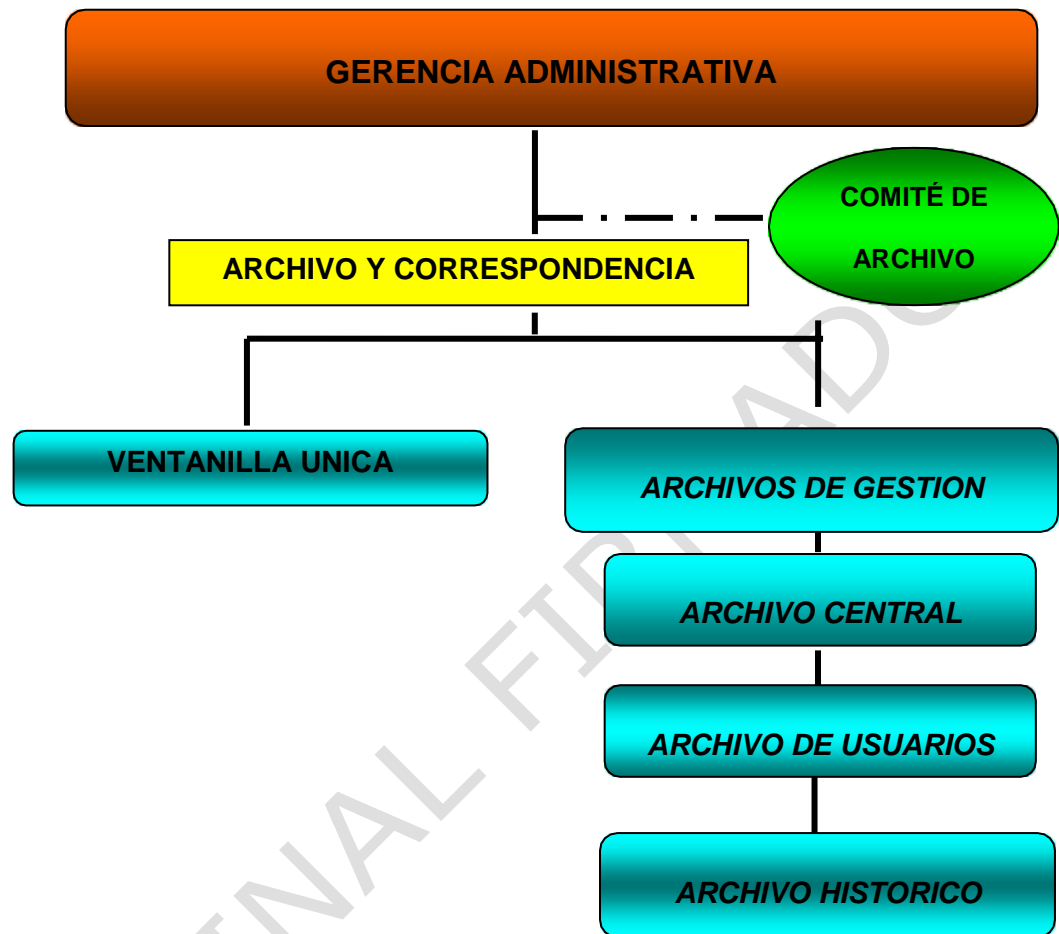 GERENCIA ADMINISTRATIVA
COMITÉ DE
ARCHIVO
ARCHIVO Y CORRESPONDENCIA
VENTANILLA UNICA
ARCHIVOS DE GESTION
ARCHIVO CENTRAL
ARCHIVO DE USUARIOS
ARCHIVO HISTORICO